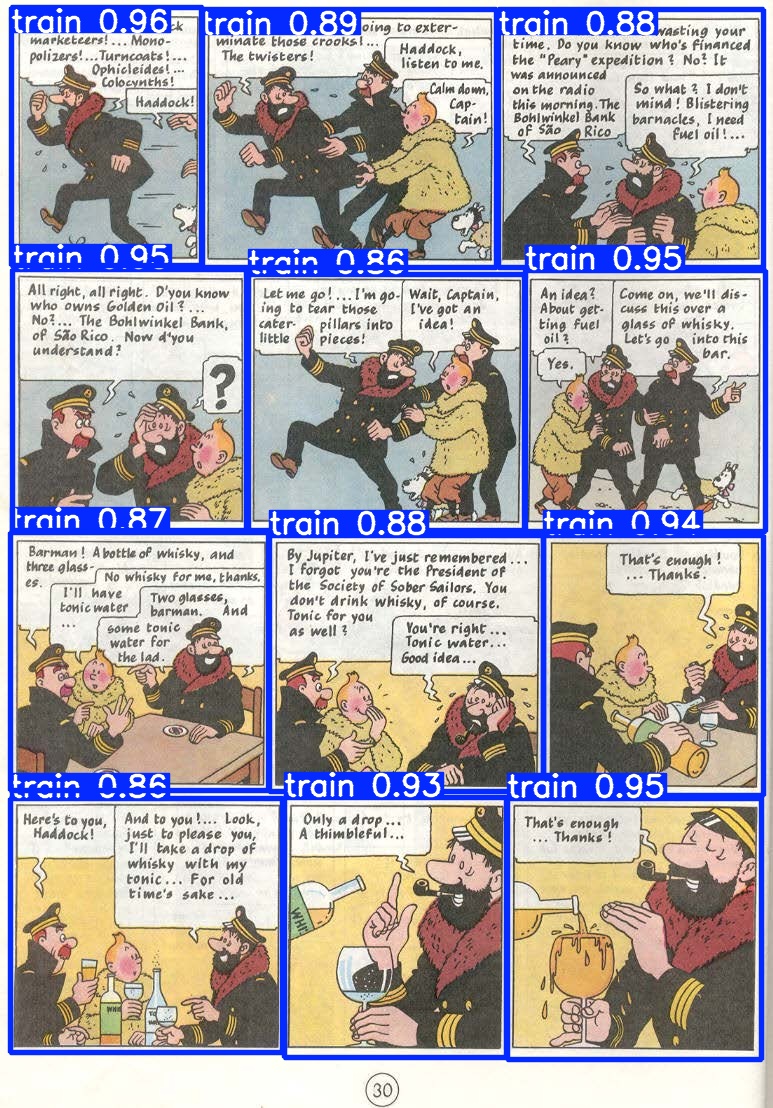 train 0.96
ck
marketeers!... Mono-
polizers!...Turncoats!...
Ophicleides!...
Colocynths!
Haddock!
train 0.89
oing to exter-
minate those crooks!...
The twisters!
Haddock,
listen to me.
Calm down,
Cap-
tain!
train 0.88
wasting your
time. Do you know who's financed
the "Peary" expedition? No? It
was announced
on the radio
this morning. The
Bohlwinkel Bank
of São Rico
So what? I don't
mind! Blistering
barnacles, I need
fuel oil!...
train 0.95
All right, all right. D'you know
who owns Golden Oil?...
No?... The Bohlwinkel Bank,
of São Rico. Now d'you
understand?
?
train 0.86
Let me go!... I'm go-
ing to tear those
cater- pillars into
little pieces!
Wait, Captain,
I've got an
idea!
train 0.95
An idea?
About get-
ting fuel
oil?
Yes.
Come on, we'll dis-
cuss this over a
glass of whisky.
Let's go into this
bar.
train 0.87
Barman! A bottle of whisky, and
three glass-
es.
No whisky for me, thanks.
I'll have
tonic water
...
Two glasses,
barman. And
some tonic
water for
the lad.
train 0.88
By Jupiter, I've just remembered...
I forgot you're the President of
the Society of Sober Sailors. You
don't drink whisky, of course.
Tonic for you
as well?
You're right...
Tonic water...
Good idea...
train 0.94
That's enough!
... Thanks.
train 0.86
Here's to you,
Haddock!
And to you!... Look,
just to please you,
I'll take a drop of
whisky with my
tonic... For old
time's sake...
WHI
TO
WA
train 0.93
Only a drop...
A thimbleful...
WHI
train 0.95
That's enough
... Thanks!
30